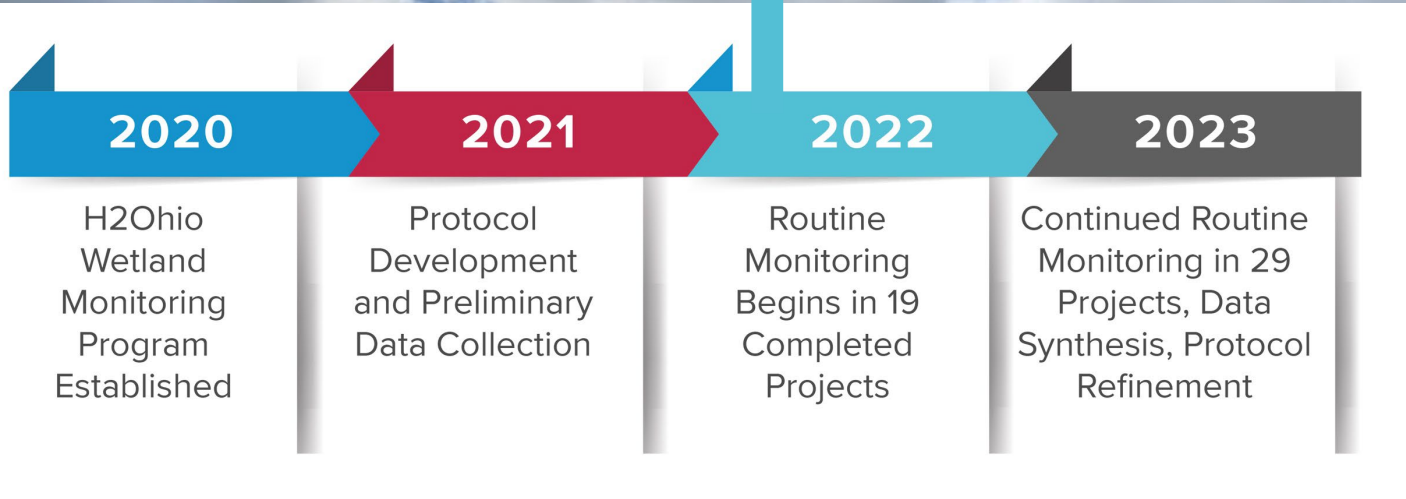 2020
H2Ohio
Wetland
Monitoring
Program
Established
2021
Protocol
Development
and Preliminary
Data Collection
2022
Routine
Monitoring
Begins in 19
Completed
Projects
2023
Continued Routine
Monitoring in 29
Projects, Data
Synthesis, Protocol
Refinement